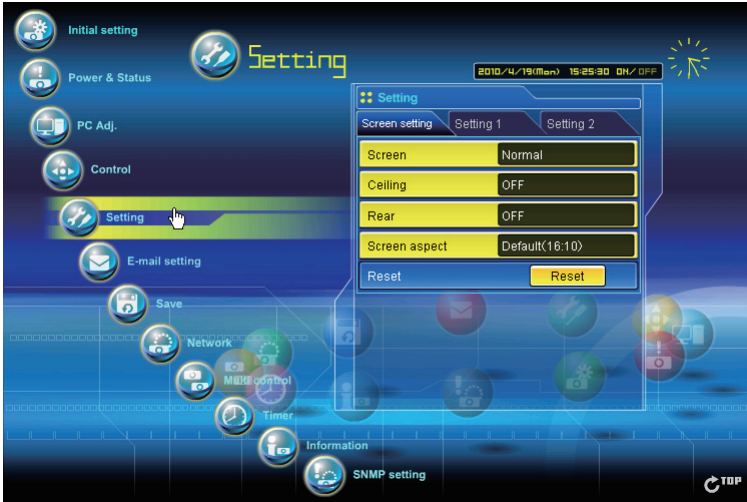 Initial setting
Power & Status
PC Adj.
Control
Setting
E-mail setting
Save
Network
Multi control
Timer
Information
SNMP setting
Setting
2010/4/19(Mon) 15:25:30 ON/OFF
Setting
Screen setting Setting 1 Setting 2
Screen Normal
Ceiling OFF
Rear OFF
Screen aspect Default(16:10)
Reset Reset
TOP